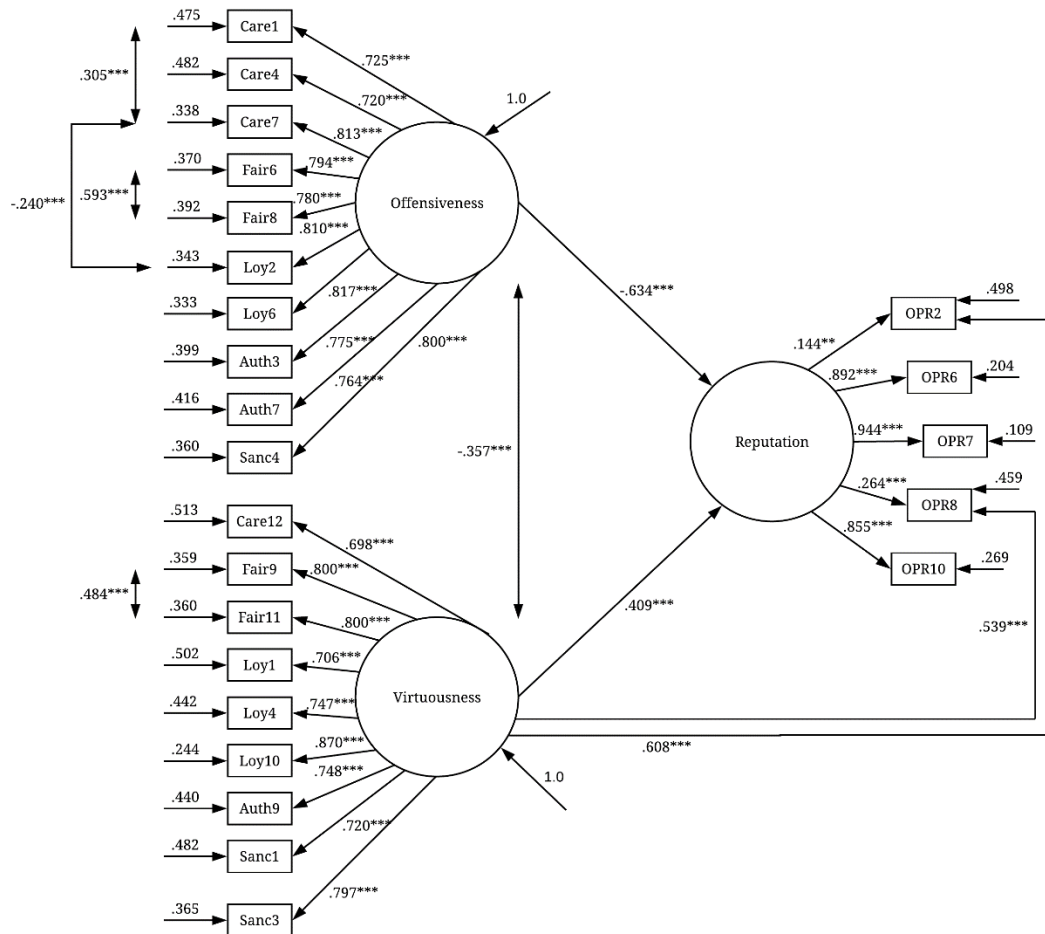 .475 Care1
.725***
.305***
.482 Care4
.720***
1.0
.338 Care7
.813***
.370 Fair6
.794***
-.240***
.593***
.392 Fair8
.780***
Offensiveness
.810***
.343 Loy2
.333 Loy6
.817***
.399 Auth3
.775***
.800***
.416 Auth7
.764***
.360 Sanc4
-.634***
-.357***
.498
OPR2
.144**
.892***
OPR6
.204
Reputation
.944***
OPR7
.109
.264***
OPR8
.459
.855***
OPR10
.269
.513 Care12
.698***
.359 Fair9
.800***
.484***
.360 Fair11
.800***
.409***
.539***
.502 Loy1
.706***
.442 Loy4
.747***
Virtuousness
.244 Loy10
.870***
.608***
.748***
1.0
.440 Auth9
.482 Sanc1
.720***
.797***
.365 Sanc3